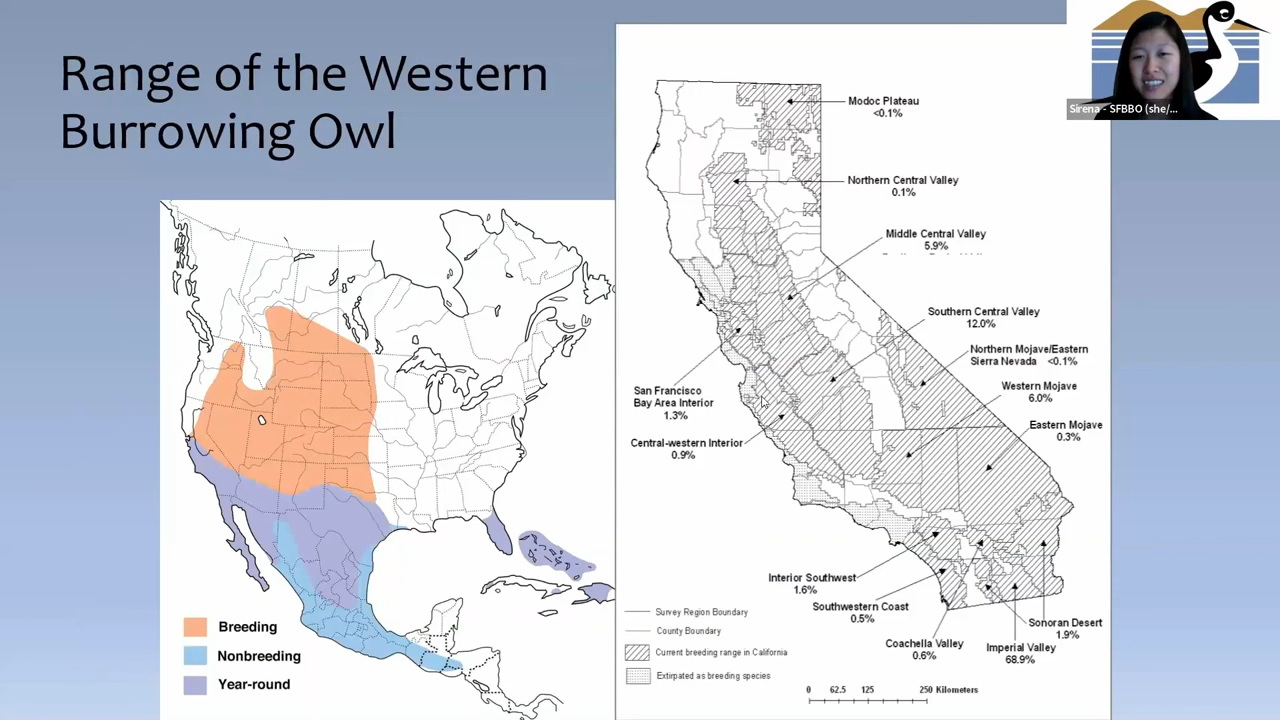 Range of the Western
Burrowing Owl
Breeding
Nonbreeding
Year-round
Modoc Plateau
<0.1%
Northern Central Valley
0.1%
Middle Central Valley
5.9%
Southern Central Valley
12.0%
Northern Mojave/Eastern
Sierra Nevada <0.1%
Western Mojave
6.0%
Eastern Mojave
0.3%
San Francisco
Bay Area Interior
1.3%
Central-western Interior
0.9%
Interior Southwest
1.6%
Southwestern Coast
0.5%
Coachella Valley
0.6%
Sonoran Desert
1.9%
Imperial Valley
68.9%
Survey Region Boundary
County Boundary
Current breeding range in California
Extirpated as breeding species
0 62.5 125 250 Kilometers
Sirena - SFBBO (she/...